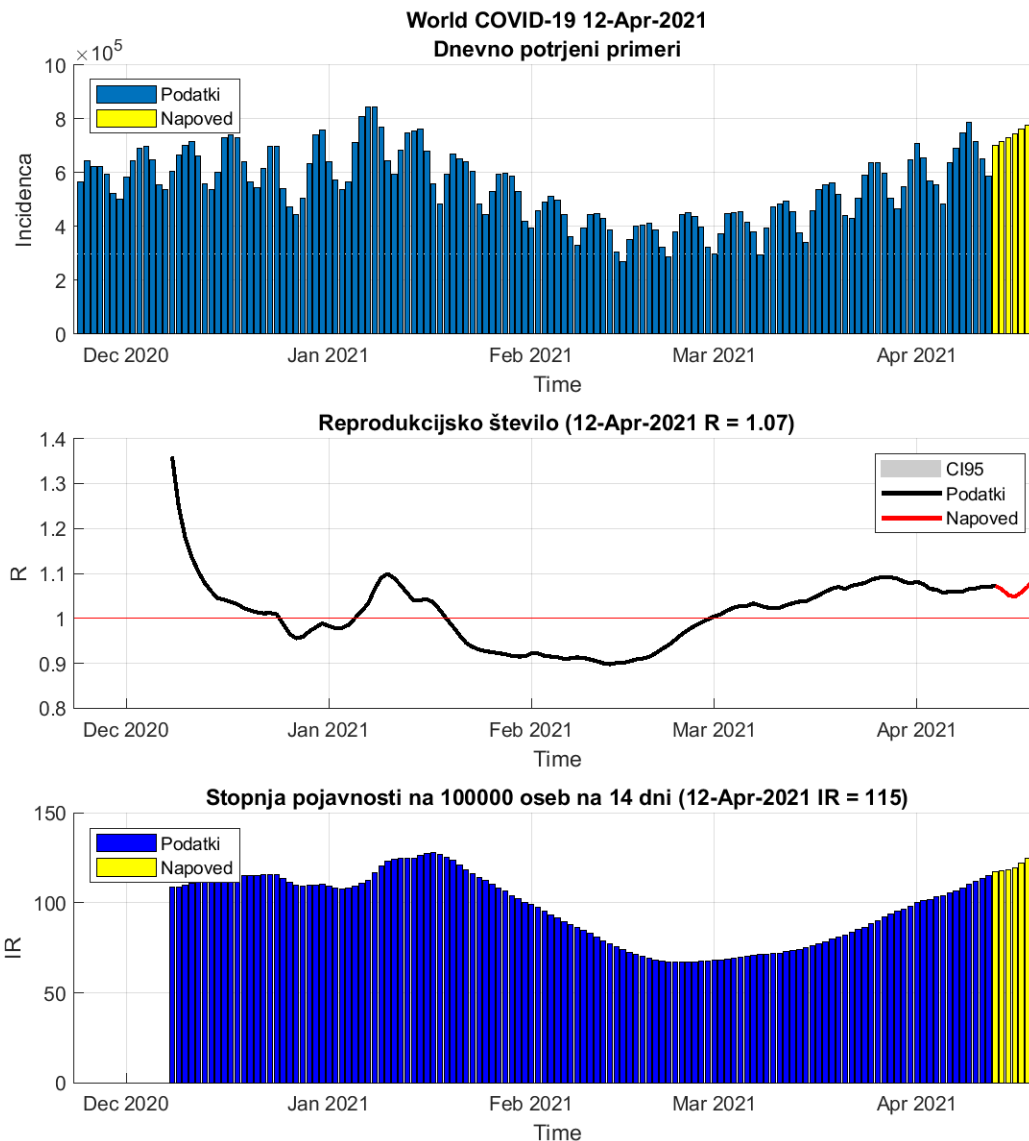 World COVID-19 12-Apr-2021
Dnevno potrjeni primeri
×10⁵
10
8
6
4
2
0
Incidenca
Podatki
Napoved
Dec 2020 Jan 2021 Feb 2021 Mar 2021 Apr 2021
Time
Reprodukcijsko število (12-Apr-2021 R = 1.07)
1.4
1.3
1.2
1.1
1
0.9
0.8
R
CI95
Podatki
Napoved
Dec 2020 Jan 2021 Feb 2021 Mar 2021 Apr 2021
Time
Stopnja pojavnosti na 100000 oseb na 14 dni (12-Apr-2021 IR = 115)
150
100
50
0
IR
Podatki
Napoved
Dec 2020 Jan 2021 Feb 2021 Mar 2021 Apr 2021
Time